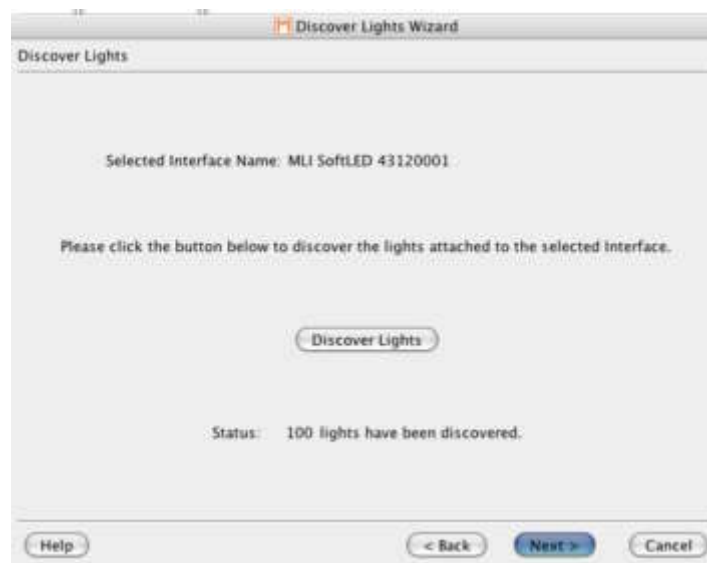 Discover Lights Wizard
Discover Lights
Selected Interface Name: MLI SoftLED 43120001
Please click the button below to discover the lights attached to the selected Interface.
Discover Lights
Status: 100 lights have been discovered.
Help < Back Next > Cancel